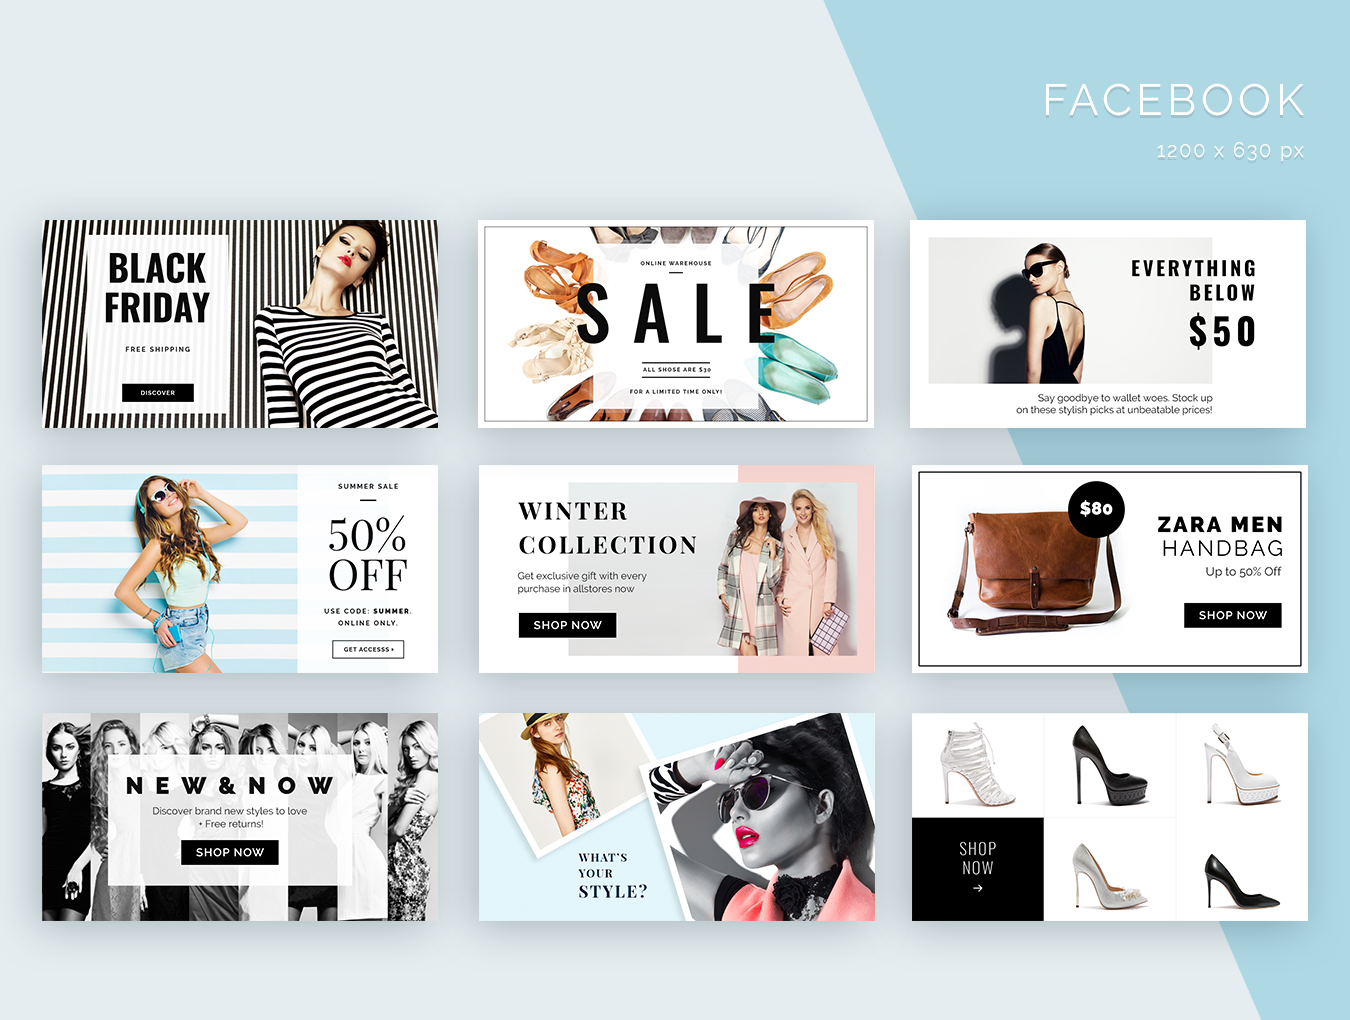 FACEBOOK
1200 x 630 px
BLACK
FRIDAY
FREE SHIPPING
DISCOVER
ONLINE WAREHOUSE
SALE
ALL SHOSE ARE $30
FOR A LIMITED TIME ONLY!
EVERYTHING
BELOW
$50
Say goodbye to wallet woes. Stock up
on these stylish picks at unbeatable prices!
SUMMER SALE
50%
OFF
USE CODE: SUMMER.
ONLINE ONLY.
GET ACCESSS »
WINTER
COLLECTION
Get exclusive gift with every
purchase in allstores now
SHOP NOW
$80
ZARA MEN
HANDBAG
Up to 50% Off
SHOP NOW
NEW & NOW
Discover brand new styles to love
+ Free returns!
SHOP NOW
WHAT'S
YOUR
STYLE?
SHOP
NOW
→